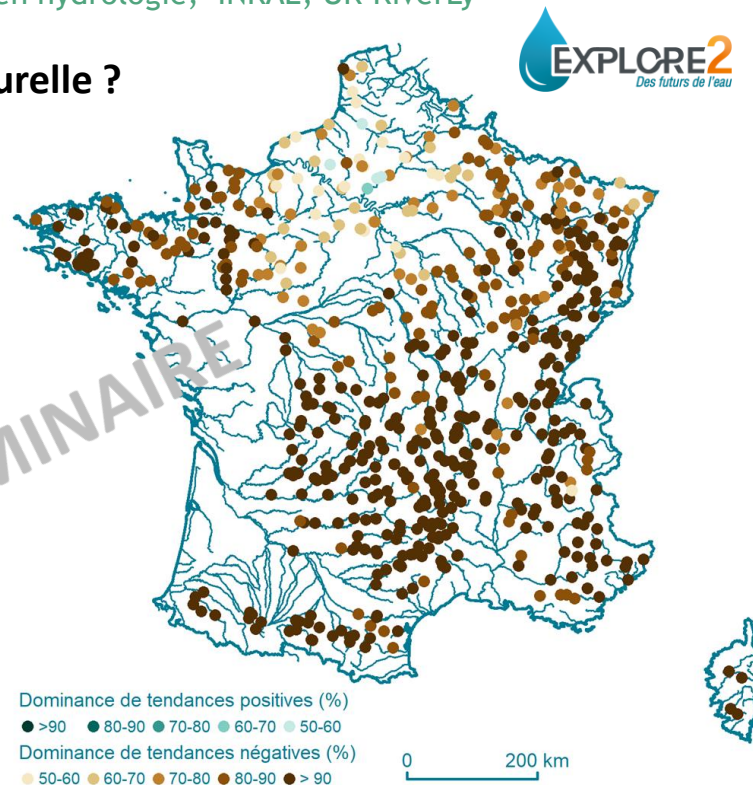 en hydrologie, INRAE, UR RiverLy
EXPLORE2
Des futurs de l'eau
urelle ?
MINAIRE
Dominance de tendances positives (%)
>90 80-90 70-80 60-70 50-60
Dominance de tendances négatives (%)
50-60 60-70 70-80 80-90 > 90
0 200 km